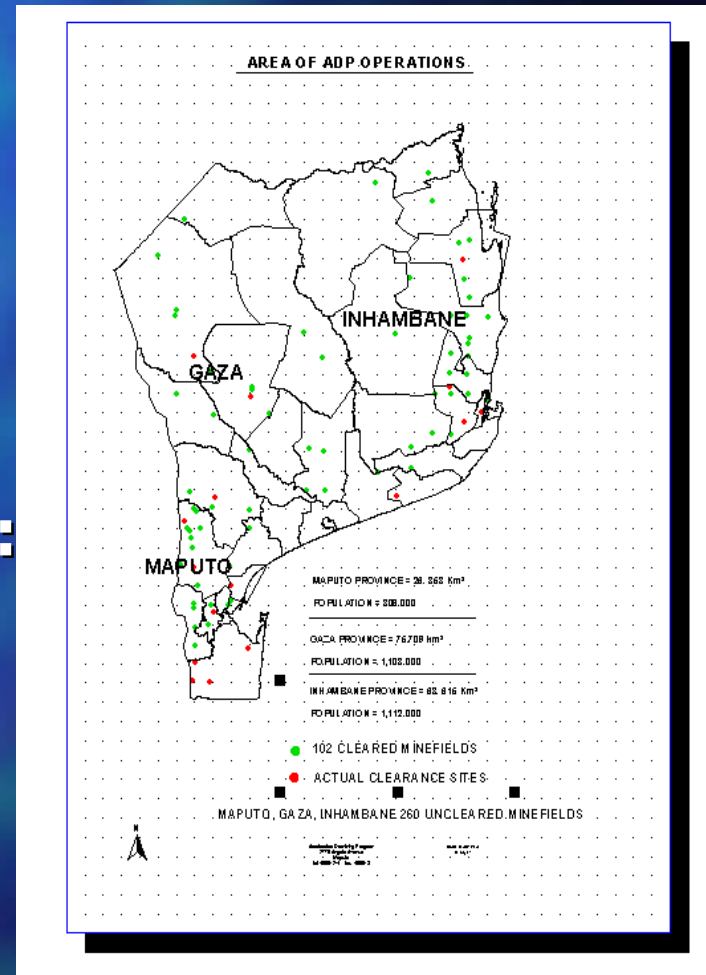 AREA OF ADP OPERATIONS
INHAMBANE
GAZA
MAPUTO
MAPUTO PROVINCE = 26. 368 Km²
POPULATION = 809.000
GAZA PROVINCE = 75.709 km²
POPULATION = 1,108.000
INHAMBANE PROVINCE = 68. 615 Km²
POPULATION = 1,112.000
102 CLEARED MINEFIELDS
ACTUAL CLEARANCE SITES
MAPUTO, GAZA, INHAMBANE 260 UNCLEARED MINEFIELDS
N